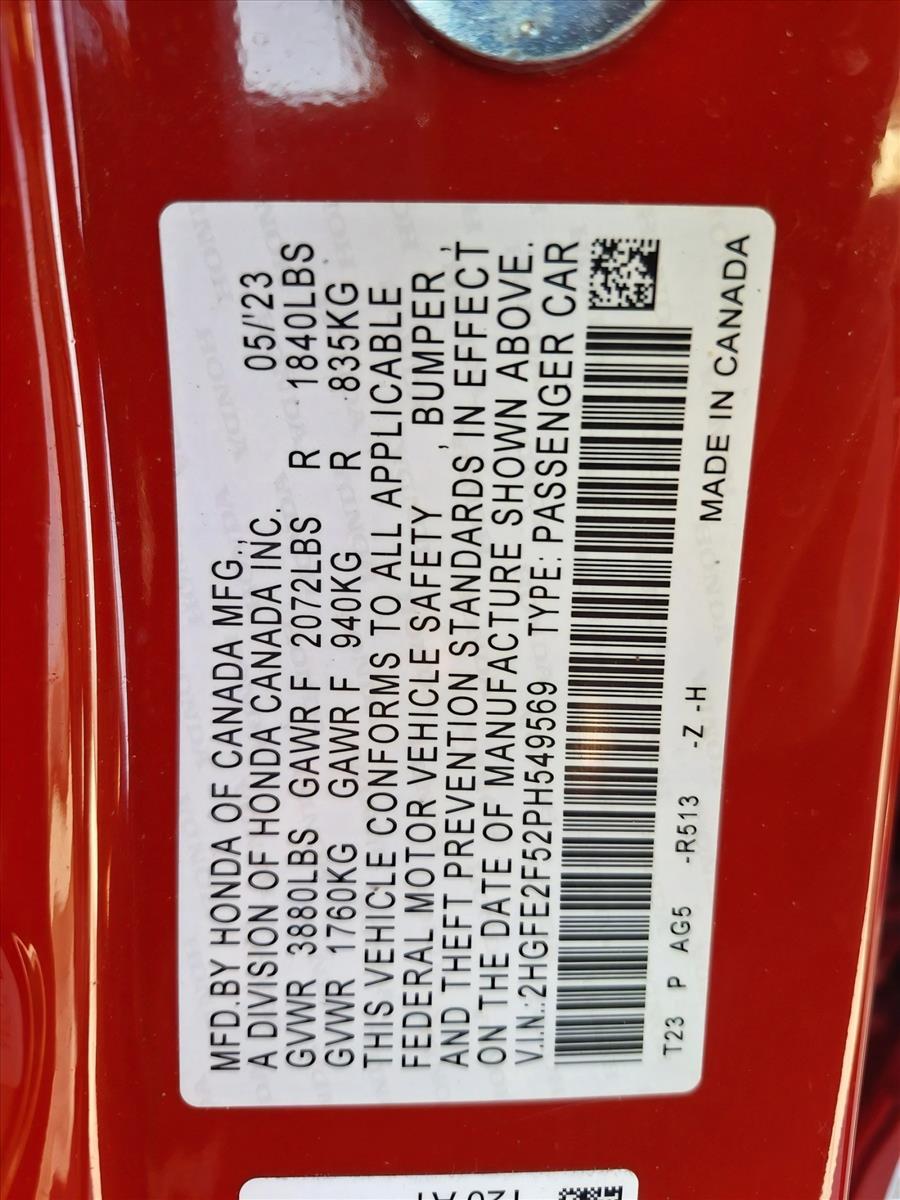 MFD.BY HONDA OF CANADA MFG.,
A DIVISION OF HONDA CANADA INC. 05/'23
GVWR 3880LBS GAWR F 2072LBS R 1840LBS
GVWR 1760KG GAWR F 940KG R 835KG
THIS VEHICLE CONFORMS TO ALL APPLICABLE
FEDERAL MOTOR VEHICLE SAFETY, BUMPER,
AND THEFT PREVENTION STANDARDS IN EFFECT
ON THE DATE OF MANUFACTURE SHOWN ABOVE.
V.I.N.:2HGFE2F52PH549569 TYPE: PASSENGER CAR
T23 P AG5 -R513 -Z -H
MADE IN CANADA